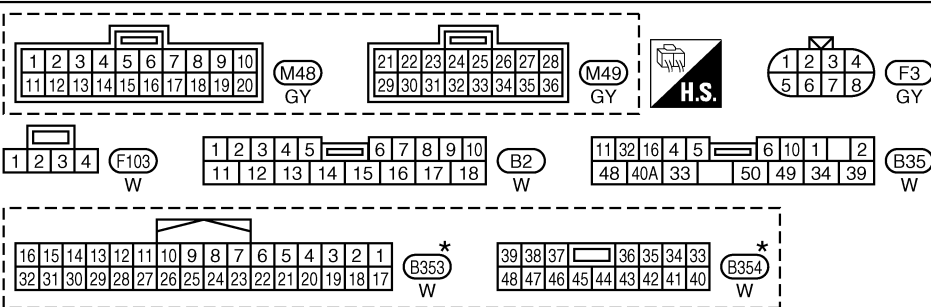 1 2 3 4 5 6 7 8 9 10
11 12 13 14 15 16 17 18 19 20
M48
GY
21 22 23 24 25 26 27 28
29 30 31 32 33 34 35 36
M49
GY
H.S.
1 2 3 4
5 6 7 8
F3
GY
1 2 3 4
F103
W
1 2 3 4 5 6 7 8 9 10
11 12 13 14 15 16 17 18
B2
W
11 32 16 4 5 6 10 1 2
48 40A 33 50 49 34 39
B35
W
16 15 14 13 12 11 10 9 8 7 6 5 4 3 2 1
32 31 30 29 28 27 26 25 24 23 22 21 20 19 18 17
*
B353
W
39 38 37 36 35 34 33
48 47 46 45 44 43 42 41 40
*
B354
W